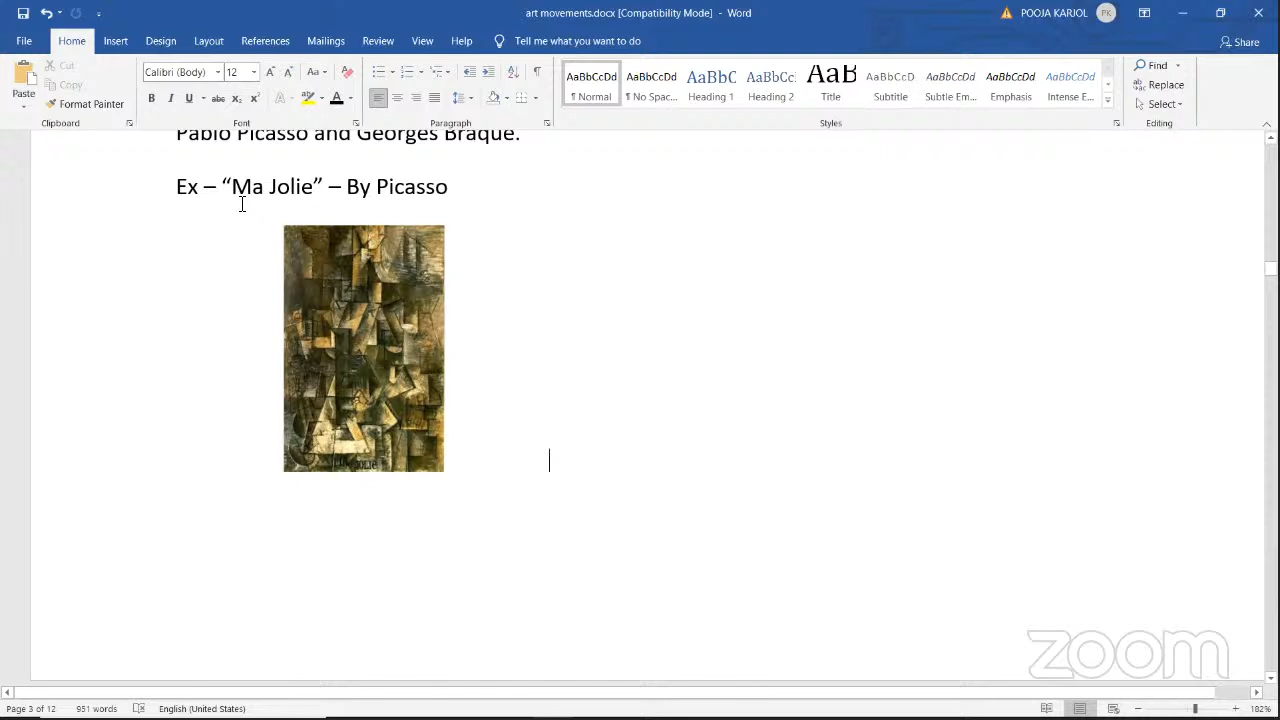 art movements.docx [Compatibility Mode] - Word
POOJA KARJOL
PK
File Home Insert Design Layout References Mailings Review View Help Tell me what you want to do
Share
Paste
Cut
Copy
Format Painter
Clipboard
Calibri (Body) 12
Font
Paragraph
AaBbCcDd AaBbCcDd AaBbC AaBbCc AaB AaBbCcD AaBbCcDd AaBbCcDd AaBbCcDd
¶ Normal ¶ No Spac... Heading 1 Heading 2 Title Subtitle Subtle Em... Emphasis Intense E...
Styles
Find
Replace
Select
Editing
Pablo Picasso and Georges Braque.
Ex – “Ma Jolie” – By Picasso
zoom
Page 3 of 12 951 words English (United States)
182%